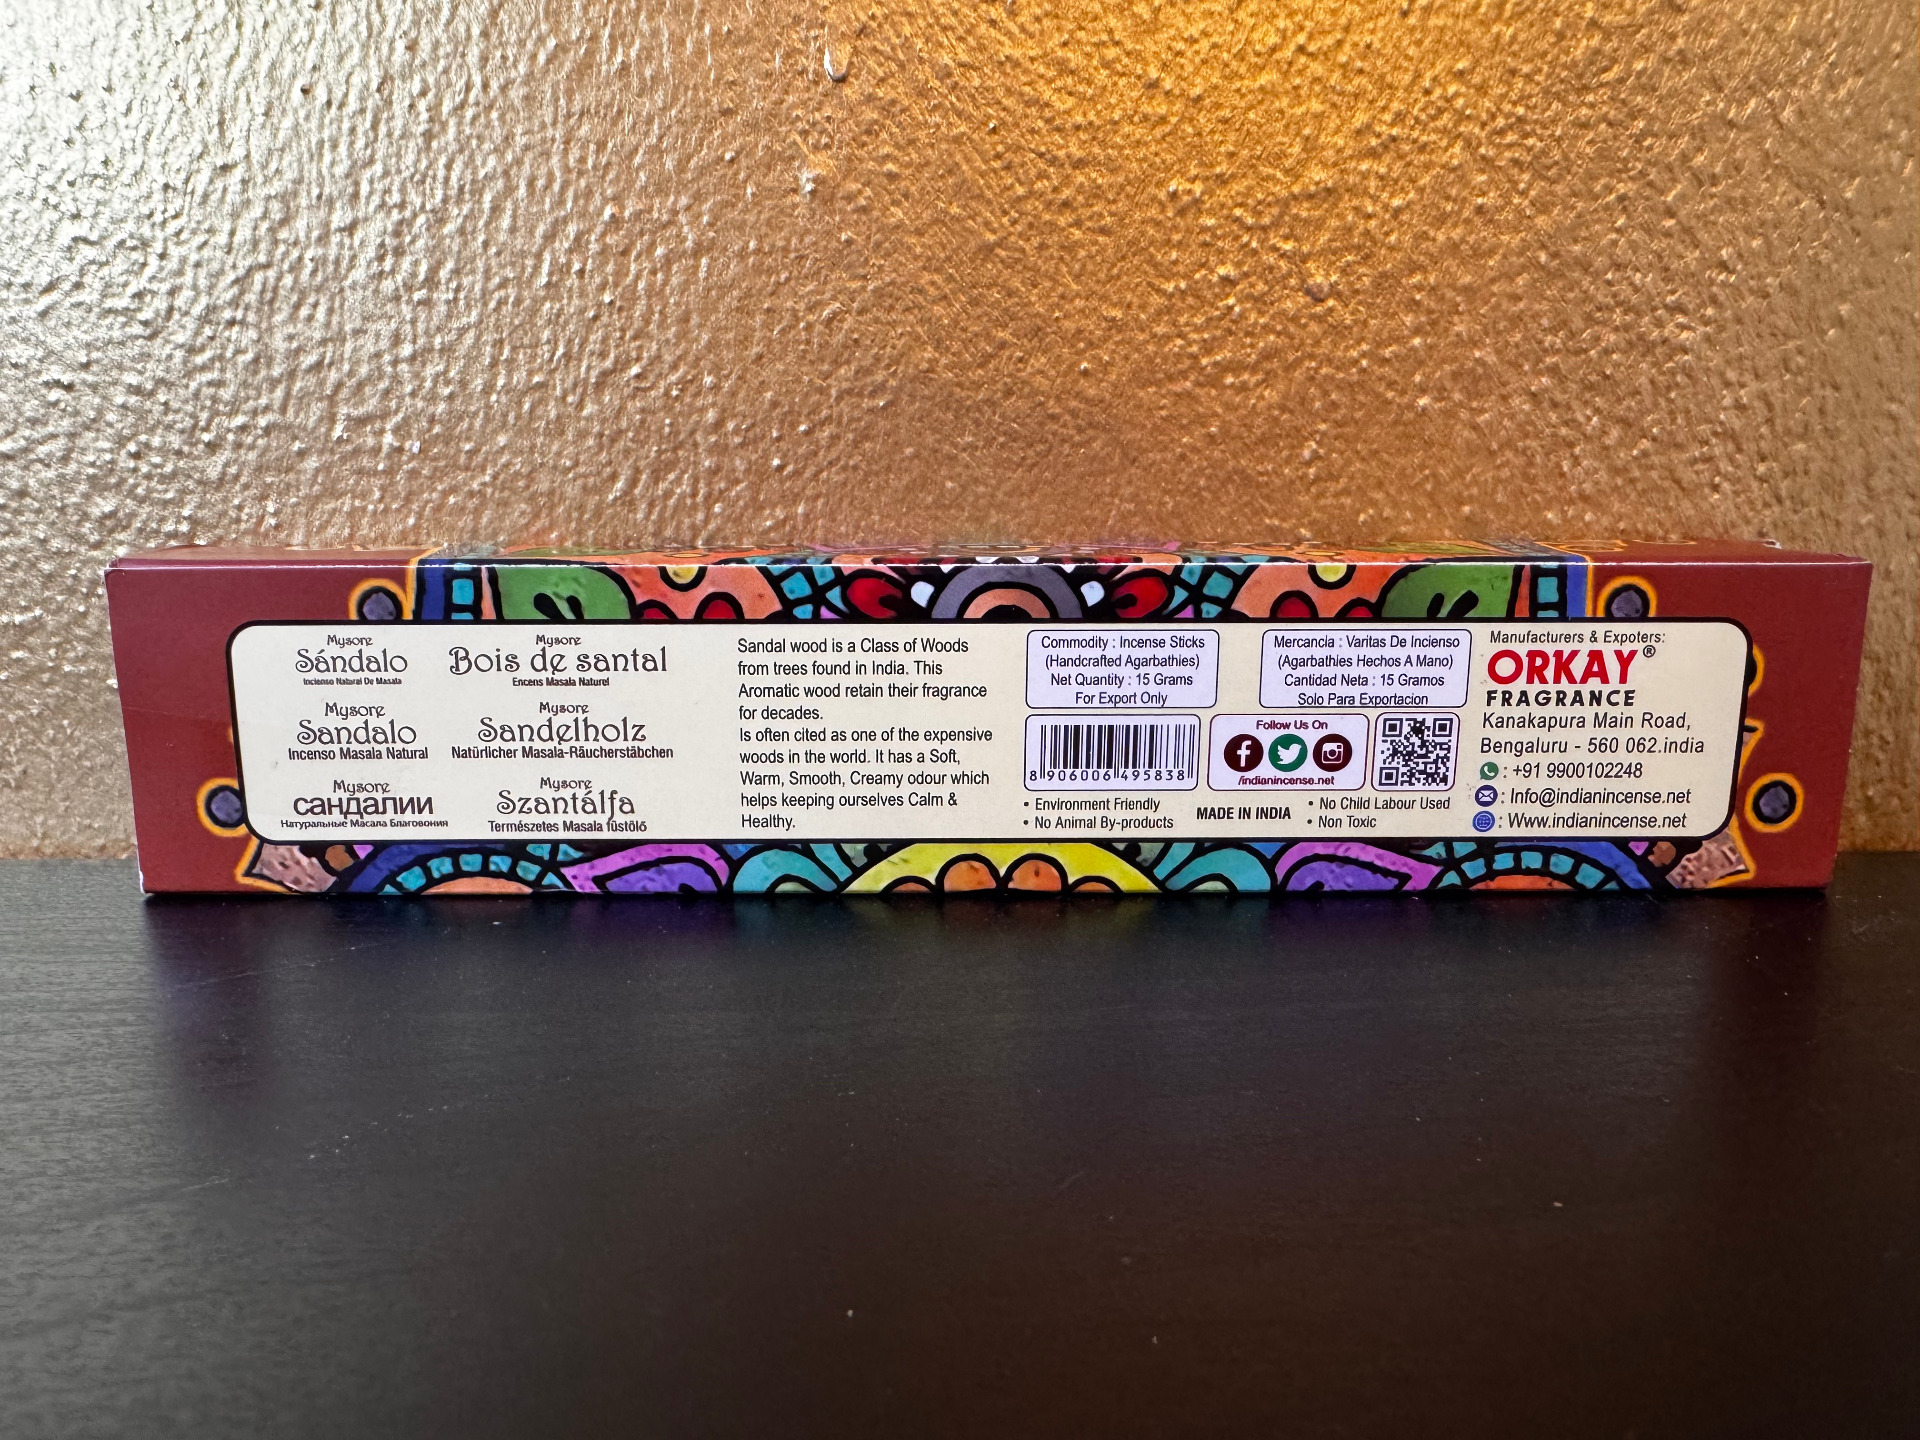 Mysore
Sándalo
Incienso Natural De Masala
Mysore
Bois de santal
Encens Masala Naturel
Mysore
Sandalo
Incenso Masala Natural
Mysore
Sandelholz
Natürlicher Masala-Räucherstäbchen
Mysore
сандалии
Натуральные Масала Благовония
Mysore
Szantálfa
Természetes Masala füstölő
Sandal wood is a Class of Woods
from trees found in India. This
Aromatic wood retain their fragrance
for decades.
Is often cited as one of the expensive
woods in the world. It has a Soft,
Warm, Smooth, Creamy odour which
helps keeping ourselves Calm &
Healthy.
Commodity : Incense Sticks
(Handcrafted Agarbathies)
Net Quantity : 15 Grams
For Export Only
Mercancia : Varitas De Incienso
(Agarbathies Hechos A Mano)
Cantidad Neta : 15 Gramos
Solo Para Exportacion
8 906006 495838
Follow Us On
/indianincense.net
• Environment Friendly
• No Animal By-products
MADE IN INDIA
• No Child Labour Used
• Non Toxic
Manufacturers & Expoters:
ORKAY®
FRAGRANCE
Kanakapura Main Road,
Bengaluru - 560 062.india
: +91 9900102248
: Info@indianincense.net
: Www.indianincense.net